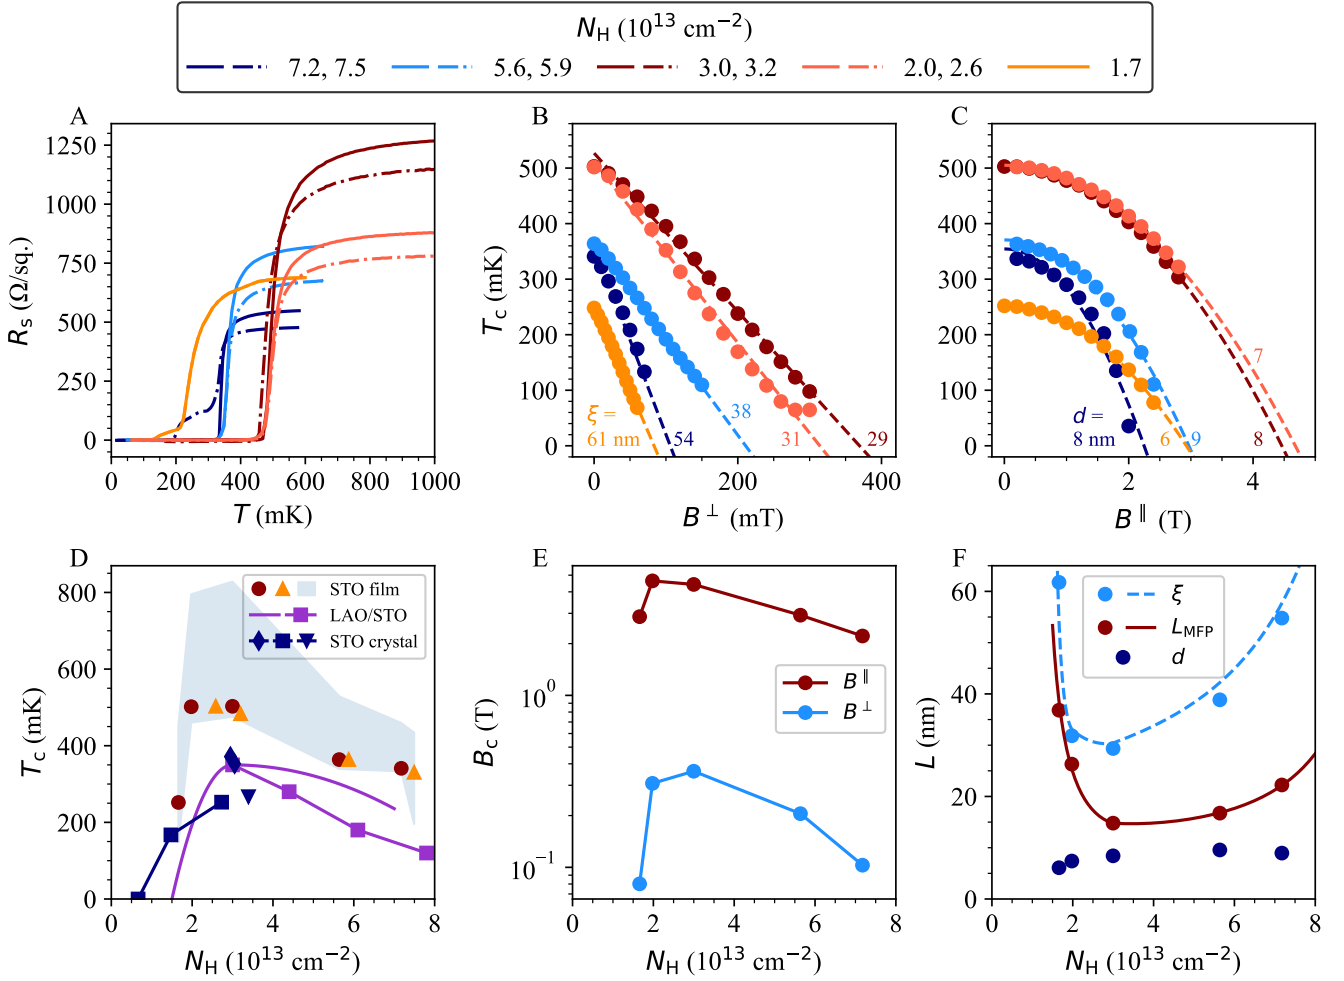 N_H (10^13 cm^−2)
7.2, 7.5 5.6, 5.9 3.0, 3.2 2.0, 2.6 1.7
A
1250
1000
750
500
250
0
R_s (Ω/sq.)
200 400 600 800 1000
T (mK)
B
500
400
300
200
100
0
T_c (mK)
ξ =
61 nm
54
38
31
29
0 200 400
B^⊥ (mT)
C
500
400
300
200
100
0
d =
8 nm
6
9
7
8
0 2 4
B^∥ (T)
D
800
600
400
200
0
T_c (mK)
STO film
LAO/STO
STO crystal
0 2 4 6 8
N_H (10^13 cm^−2)
E
10^0
10^−1
B_c (T)
B^∥
B^⊥
0 2 4 6 8
N_H (10^13 cm^−2)
F
60
40
20
0
L (nm)
ξ
L_MFP
d
0 2 4 6 8
N_H (10^13 cm^−2)